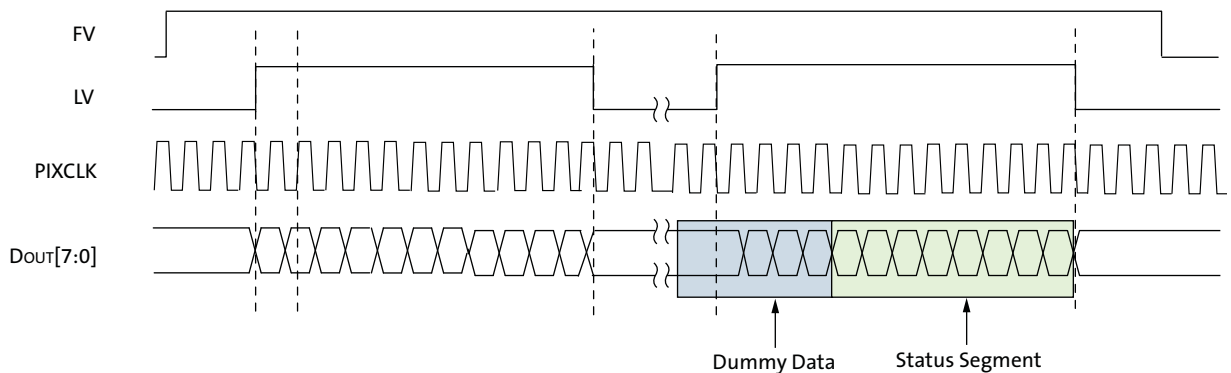 FV
LV
PIXCLK
DOUT[7:0]
Dummy Data
Status Segment